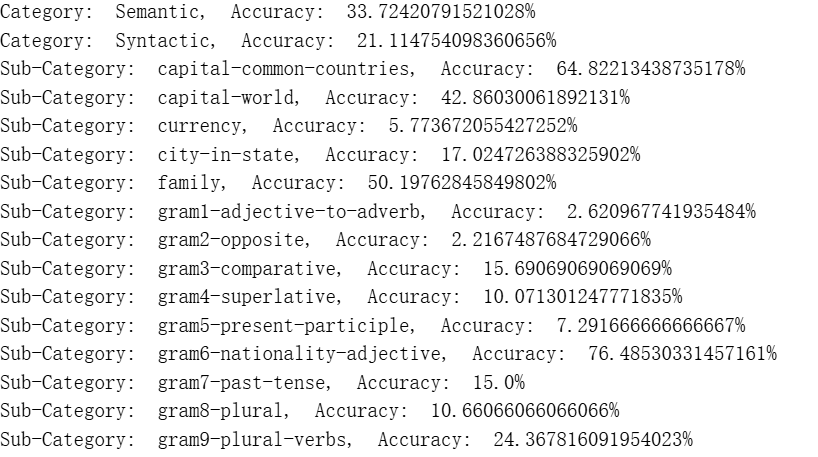 Category: Semantic, Accuracy: 33.72420791521028%
Category: Syntactic, Accuracy: 21.114754098360656%
Sub-Category: capital-common-countries, Accuracy: 64.82213438735178%
Sub-Category: capital-world, Accuracy: 42.86030061892131%
Sub-Category: currency, Accuracy: 5.773672055427252%
Sub-Category: city-in-state, Accuracy: 17.024726388325902%
Sub-Category: family, Accuracy: 50.19762845849802%
Sub-Category: gram1-adjective-to-adverb, Accuracy: 2.620967741935484%
Sub-Category: gram2-opposite, Accuracy: 2.2167487684729066%
Sub-Category: gram3-comparative, Accuracy: 15.69069069069069%
Sub-Category: gram4-superlative, Accuracy: 10.071301247771835%
Sub-Category: gram5-present-participle, Accuracy: 7.291666666666667%
Sub-Category: gram6-nationality-adjective, Accuracy: 76.48530331457161%
Sub-Category: gram7-past-tense, Accuracy: 15.0%
Sub-Category: gram8-plural, Accuracy: 10.66066066066066%
Sub-Category: gram9-plural-verbs, Accuracy: 24.367816091954023%